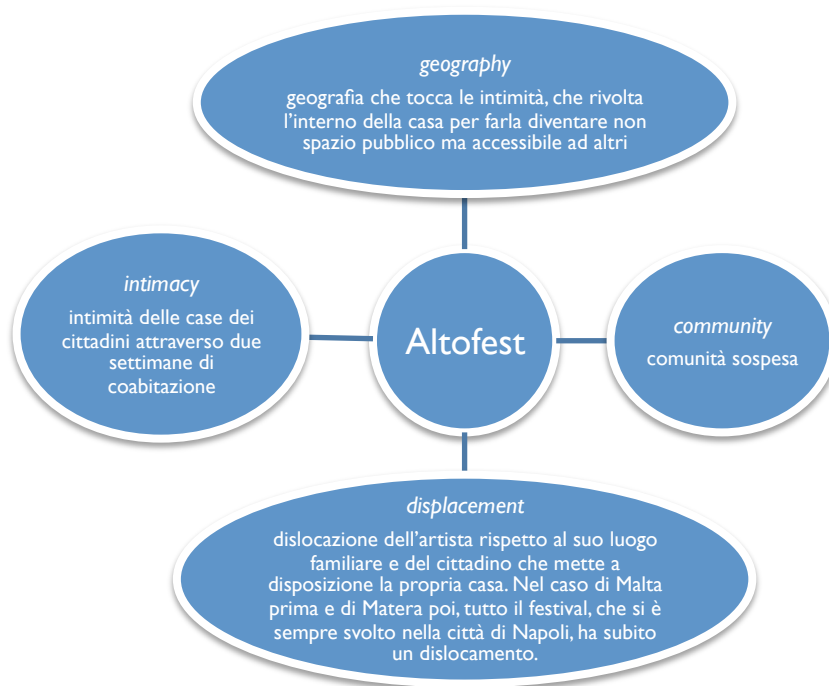 geography
geografia che tocca le intimità, che rivolta
l'interno della casa per farla diventare non
spazio pubblico ma accessibile ad altri
intimacy
intimità delle case dei
cittadini attraverso due
settimane di
coabitazione
Altofest
community
comunità sospesa
displacement
dislocazione dell'artista rispetto al suo luogo
familiare e del cittadino che mette a
disposizione la propria casa. Nel caso di Malta
prima e di Matera poi, tutto il festival, che si è
sempre svolto nella città di Napoli, ha subito
un dislocamento.